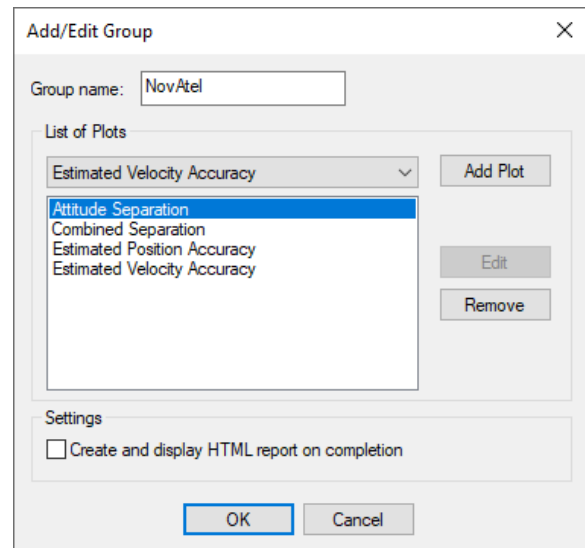 Add/Edit Group
Group name: NovAtel
List of Plots
Estimated Velocity Accuracy
Add Plot
Attitude Separation
Combined Separation
Estimated Position Accuracy
Estimated Velocity Accuracy
Edit
Remove
Settings
Create and display HTML report on completion
OK Cancel